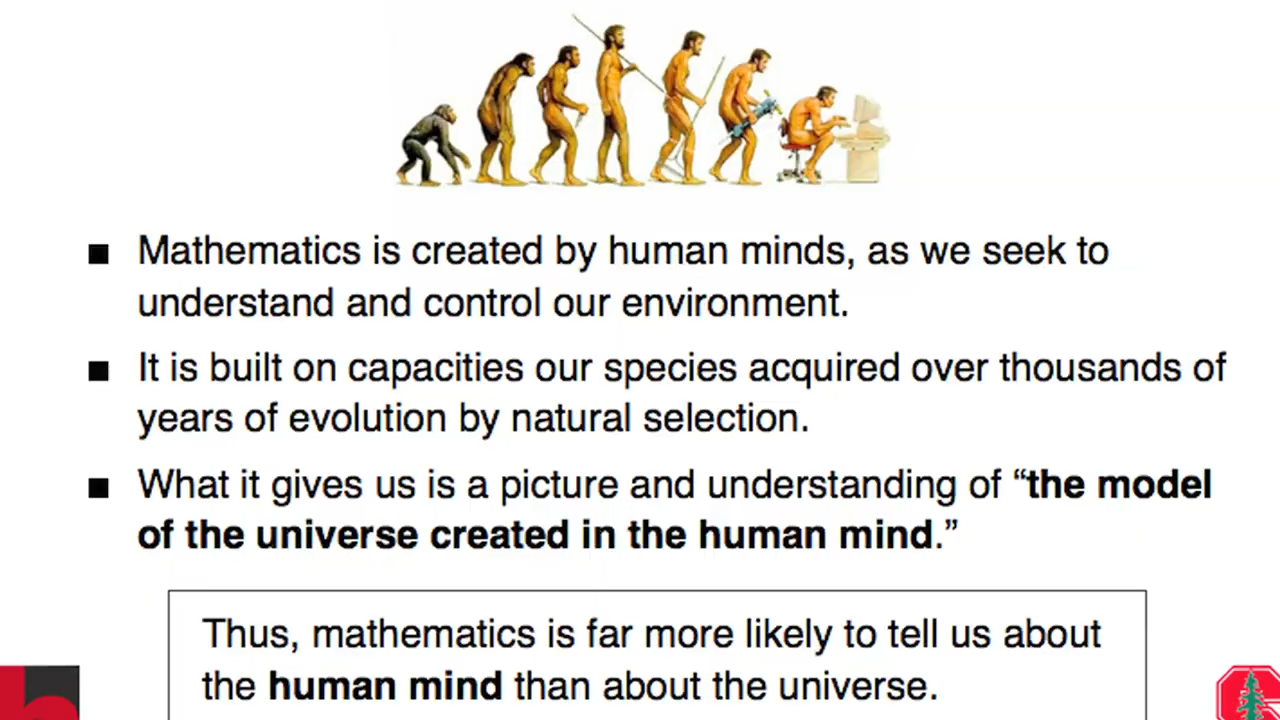 Mathematics is created by human minds, as we seek to
understand and control our environment.
It is built on capacities our species acquired over thousands of
years of evolution by natural selection.
What it gives us is a picture and understanding of “the model
of the universe created in the human mind.”
Thus, mathematics is far more likely to tell us about
the human mind than about the universe.